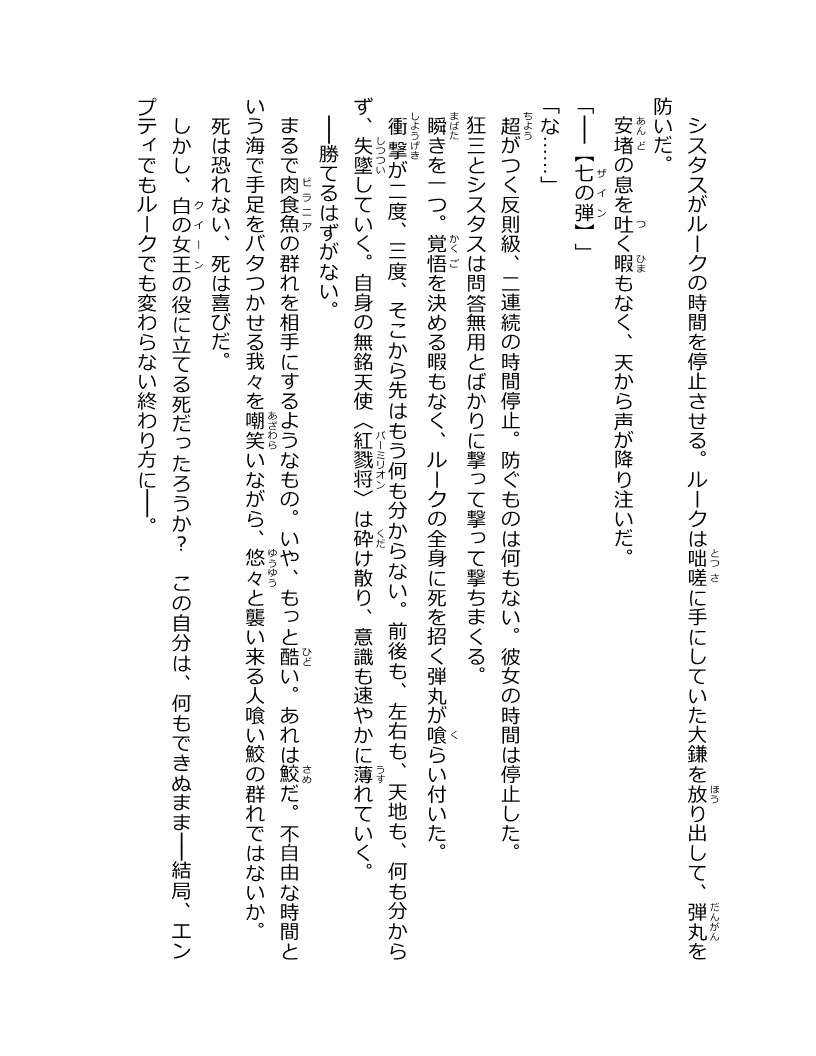 シスタスがルークの時間を停止させる。ルークは咄嗟に手にしていた大鎌を放り出して、弾丸を
防いだ。
安堵の息を吐く暇もなく、天から声が降り注いだ。
「――【七の弾】」
「な……」
超がつく反則級、二連続の時間停止。防ぐものは何もない。彼女の時間は停止した。
狂三とシスタスは問答無用とばかりに撃って撃って撃ちまくる。
瞬きを一つ。覚悟を決める暇もなく、ルークの全身に死を招く弾丸が喰らい付いた。
衝撃が二度、三度、そこから先はもう何も分からない。前後も、左右も、天地も、何も分から
ず、失墜していく。自身の無銘天使〈紅戮将〉は砕け散り、意識も速やかに薄れていく。
――勝てるはずがない。
まるで肉食魚の群れを相手にするようなもの。いや、もっと酷い。あれは鮫だ。不自由な時間と
いう海で手足をバタつかせる我々を嘲笑いながら、悠々と襲い来る人喰い鮫の群れではないか。
死は恐れない、死は喜びだ。
しかし、白の女王の役に立てる死だったろうか?　この自分は、何もできぬまま――結局、エン
プティでもルークでも変わらない終わり方に――。